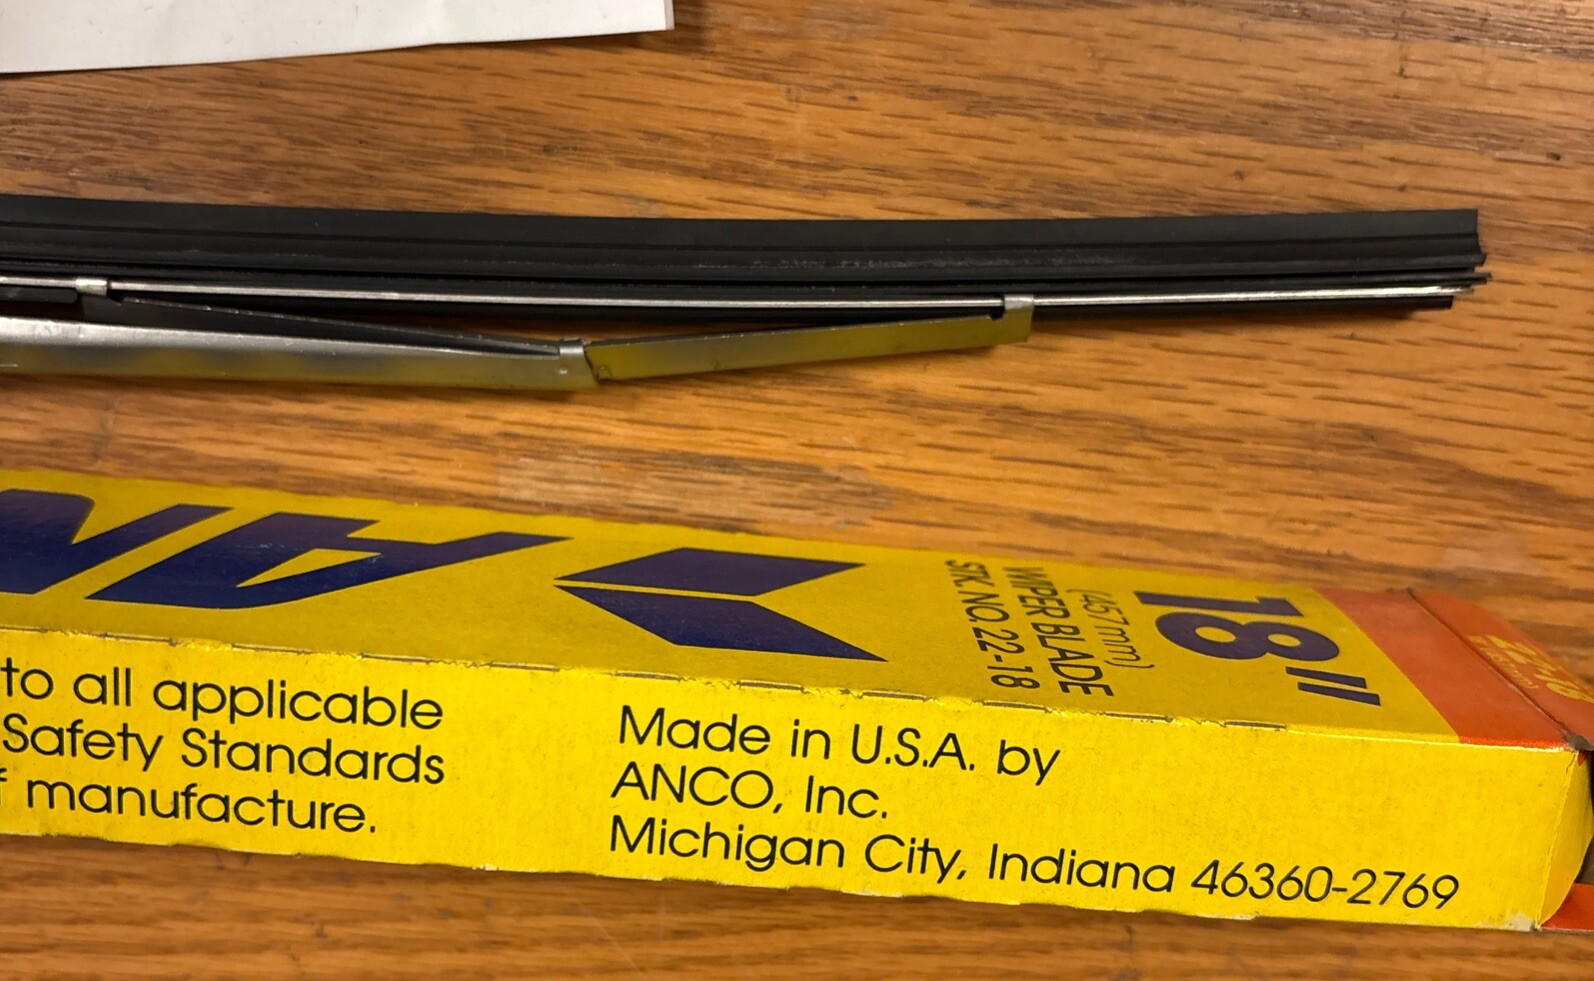 AN
18"
(457mm)
WIPER BLADE
STK. NO. 22-18
to all applicable
Safety Standards
f manufacture.
Made in U.S.A. by
ANCO, Inc.
Michigan City, Indiana 46360-2769